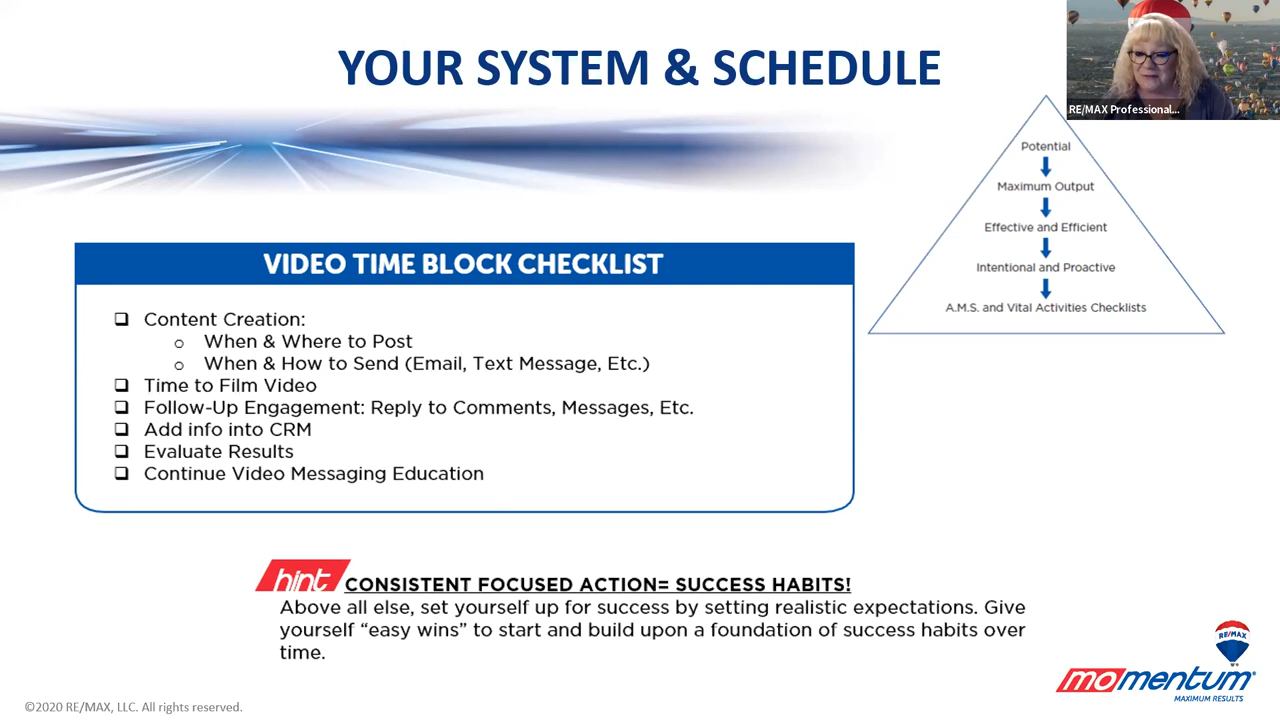 YOUR SYSTEM & SCHEDULE
RE/MAX Professional...
Potential
Maximum Output
Effective and Efficient
Intentional and Proactive
A.M.S. and Vital Activities Checklists
VIDEO TIME BLOCK CHECKLIST
Content Creation:
When & Where to Post
When & How to Send (Email, Text Message, Etc.)
Time to Film Video
Follow-Up Engagement: Reply to Comments, Messages, Etc.
Add info into CRM
Evaluate Results
Continue Video Messaging Education
hint CONSISTENT FOCUSED ACTION= SUCCESS HABITS!
Above all else, set yourself up for success by setting realistic expectations. Give
yourself “easy wins” to start and build upon a foundation of success habits over
time.
RE/MAX
momentum®
MAXIMUM RESULTS
©2020 RE/MAX, LLC. All rights reserved.